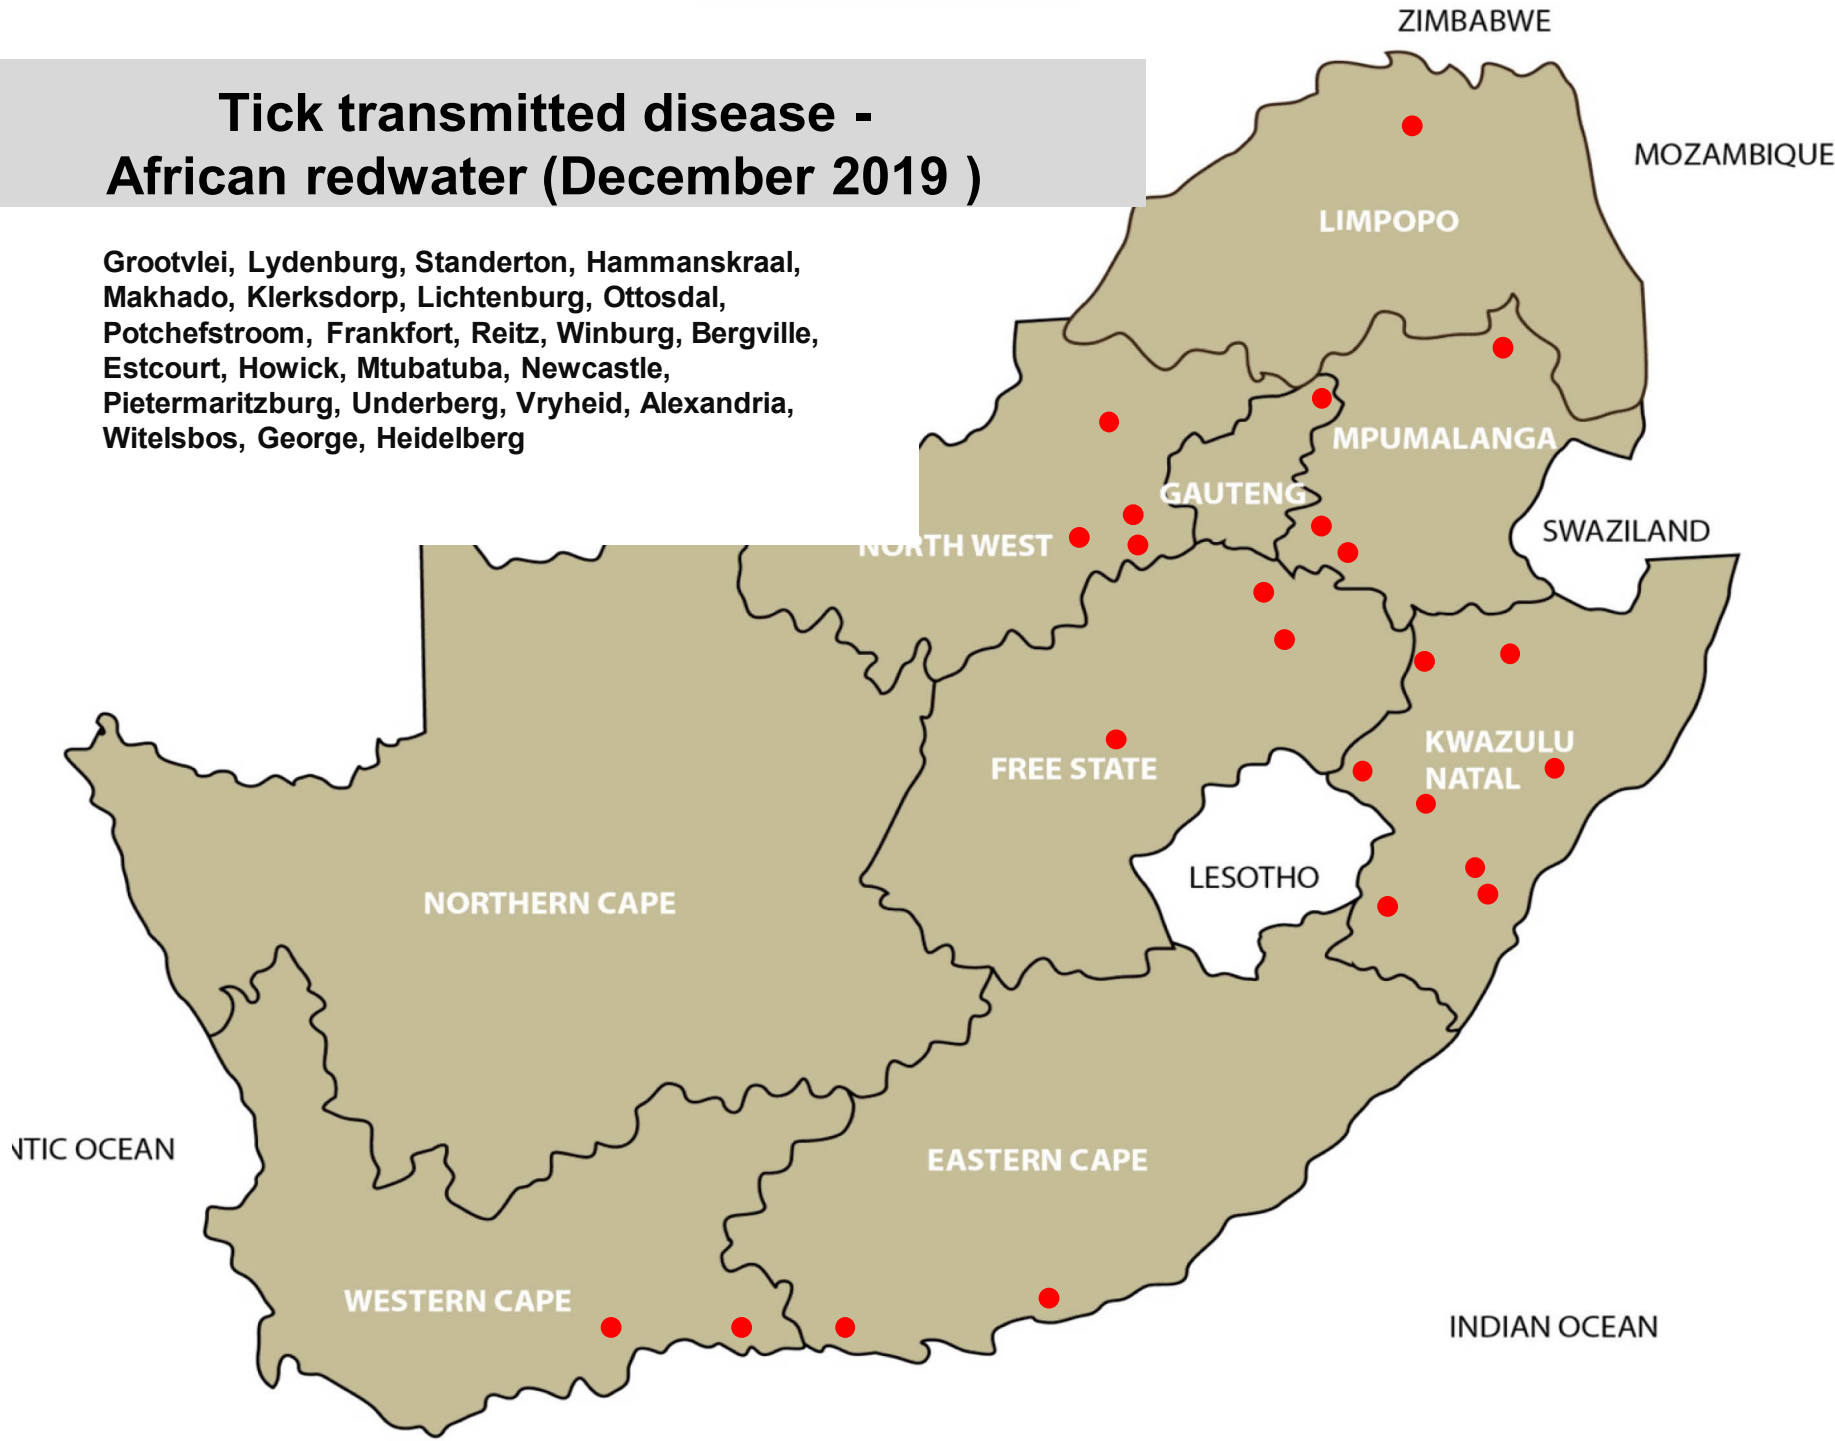 ZIMBABWE
Tick transmitted disease -
African redwater (December 2019 )
MOZAMBIQUE
LIMPOPO
Grootvlei, Lydenburg, Standerton, Hammanskraal,
Makhado, Klerksdorp, Lichtenburg, Ottosdal,
Potchefstroom, Frankfort, Reitz, Winburg, Bergville,
Estcourt, Howick, Mtubatuba, Newcastle,
Pietermaritzburg, Underberg, Vryheid, Alexandria,
Witelsbos, George, Heidelberg
MPUMALANGA
GAUTENG
SWAZILAND
NORTH WEST
KWAZULU
NATAL
FREE STATE
LESOTHO
NORTHERN CAPE
NTIC OCEAN
EASTERN CAPE
WESTERN CAPE
INDIAN OCEAN